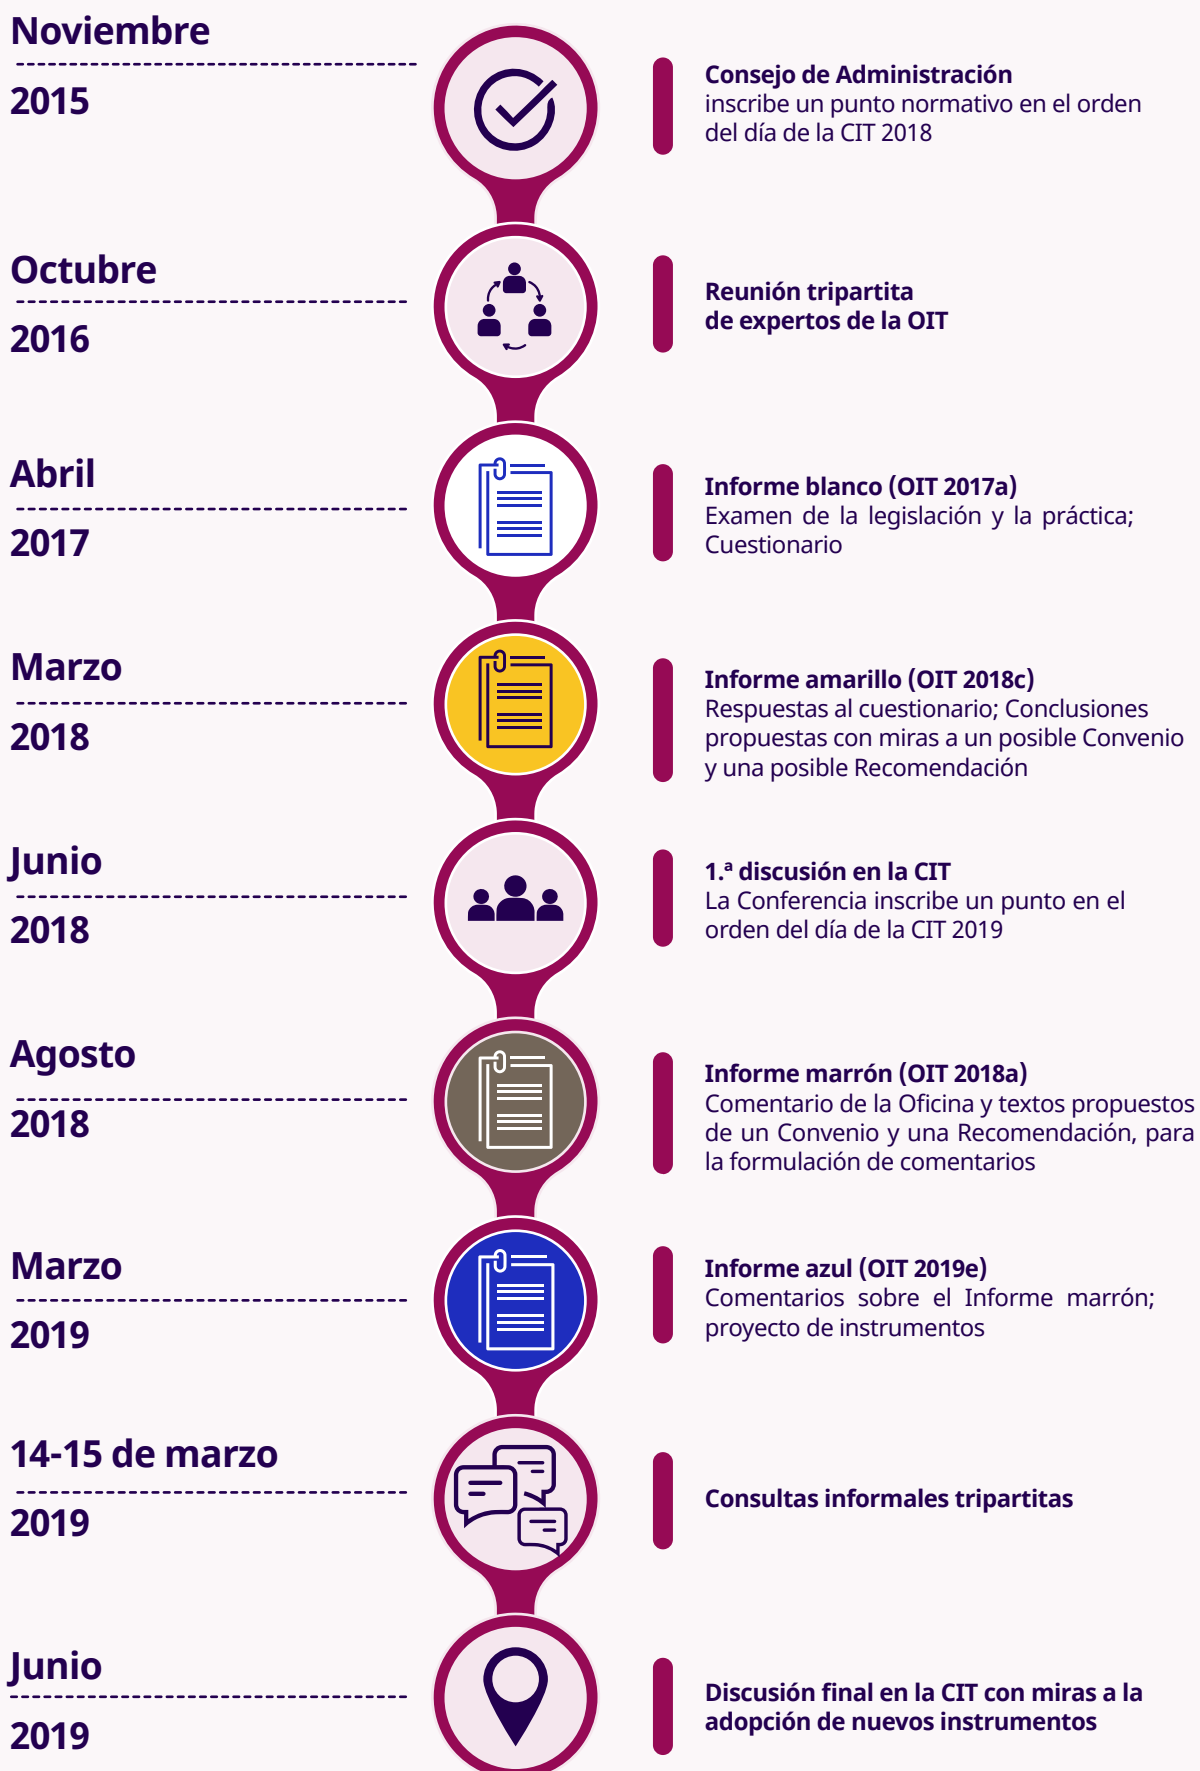 Noviembre
2015
Consejo de Administración
inscribe un punto normativo en el orden
del día de la CIT 2018
Octubre
2016
Reunión tripartita
de expertos de la OIT
Abril
2017
Informe blanco (OIT 2017a)
Examen de la legislación y la práctica;
Cuestionario
Marzo
2018
Informe amarillo (OIT 2018c)
Respuestas al cuestionario; Conclusiones
propuestas con miras a un posible Convenio
y una posible Recomendación
Junio
2018
1.ª discusión en la CIT
La Conferencia inscribe un punto en el
orden del día de la CIT 2019
Agosto
2018
Informe marrón (OIT 2018a)
Comentario de la Oficina y textos propuestos
de un Convenio y una Recomendación, para
la formulación de comentarios
Marzo
2019
Informe azul (OIT 2019e)
Comentarios sobre el Informe marrón;
proyecto de instrumentos
14-15 de marzo
2019
Consultas informales tripartitas
Junio
2019
Discusión final en la CIT con miras a la
adopción de nuevos instrumentos